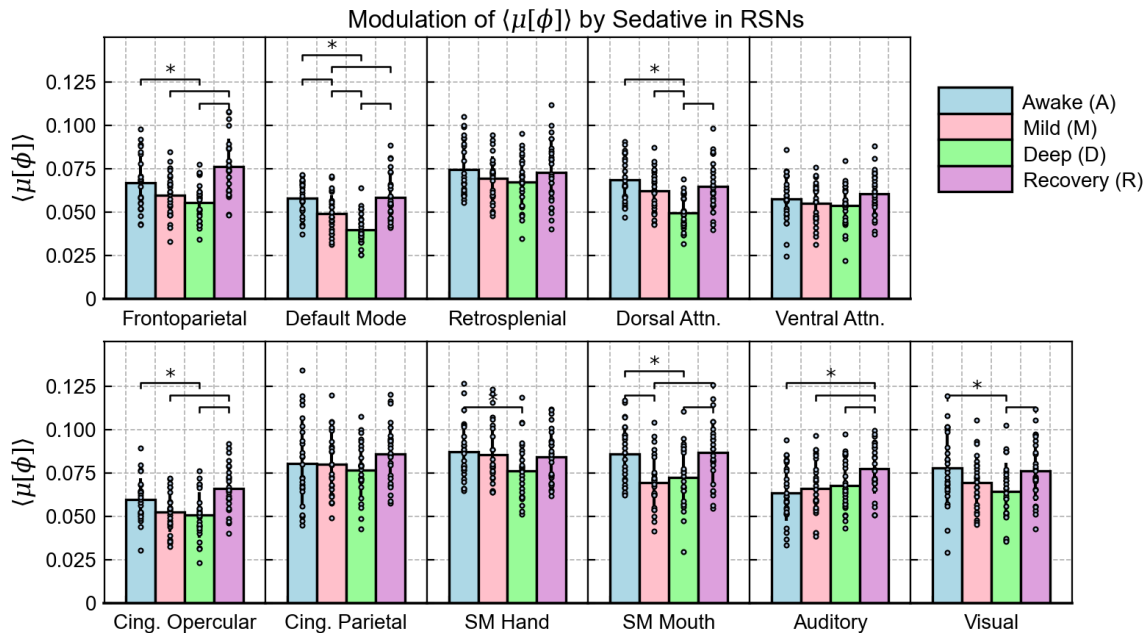 Modulation of ⟨μ[ϕ]⟩ by Sedative in RSNs
⟨μ[ϕ]⟩
0.125
0.100
0.075
0.050
0.025
0
*
*
*
Frontoparietal
Default Mode
Retrosplenial
Dorsal Attn.
Ventral Attn.
Awake (A)
Mild (M)
Deep (D)
Recovery (R)
⟨μ[ϕ]⟩
0.125
0.100
0.075
0.050
0.025
0
*
*
*
*
*
Cing. Opercular
Cing. Parietal
SM Hand
SM Mouth
Auditory
Visual